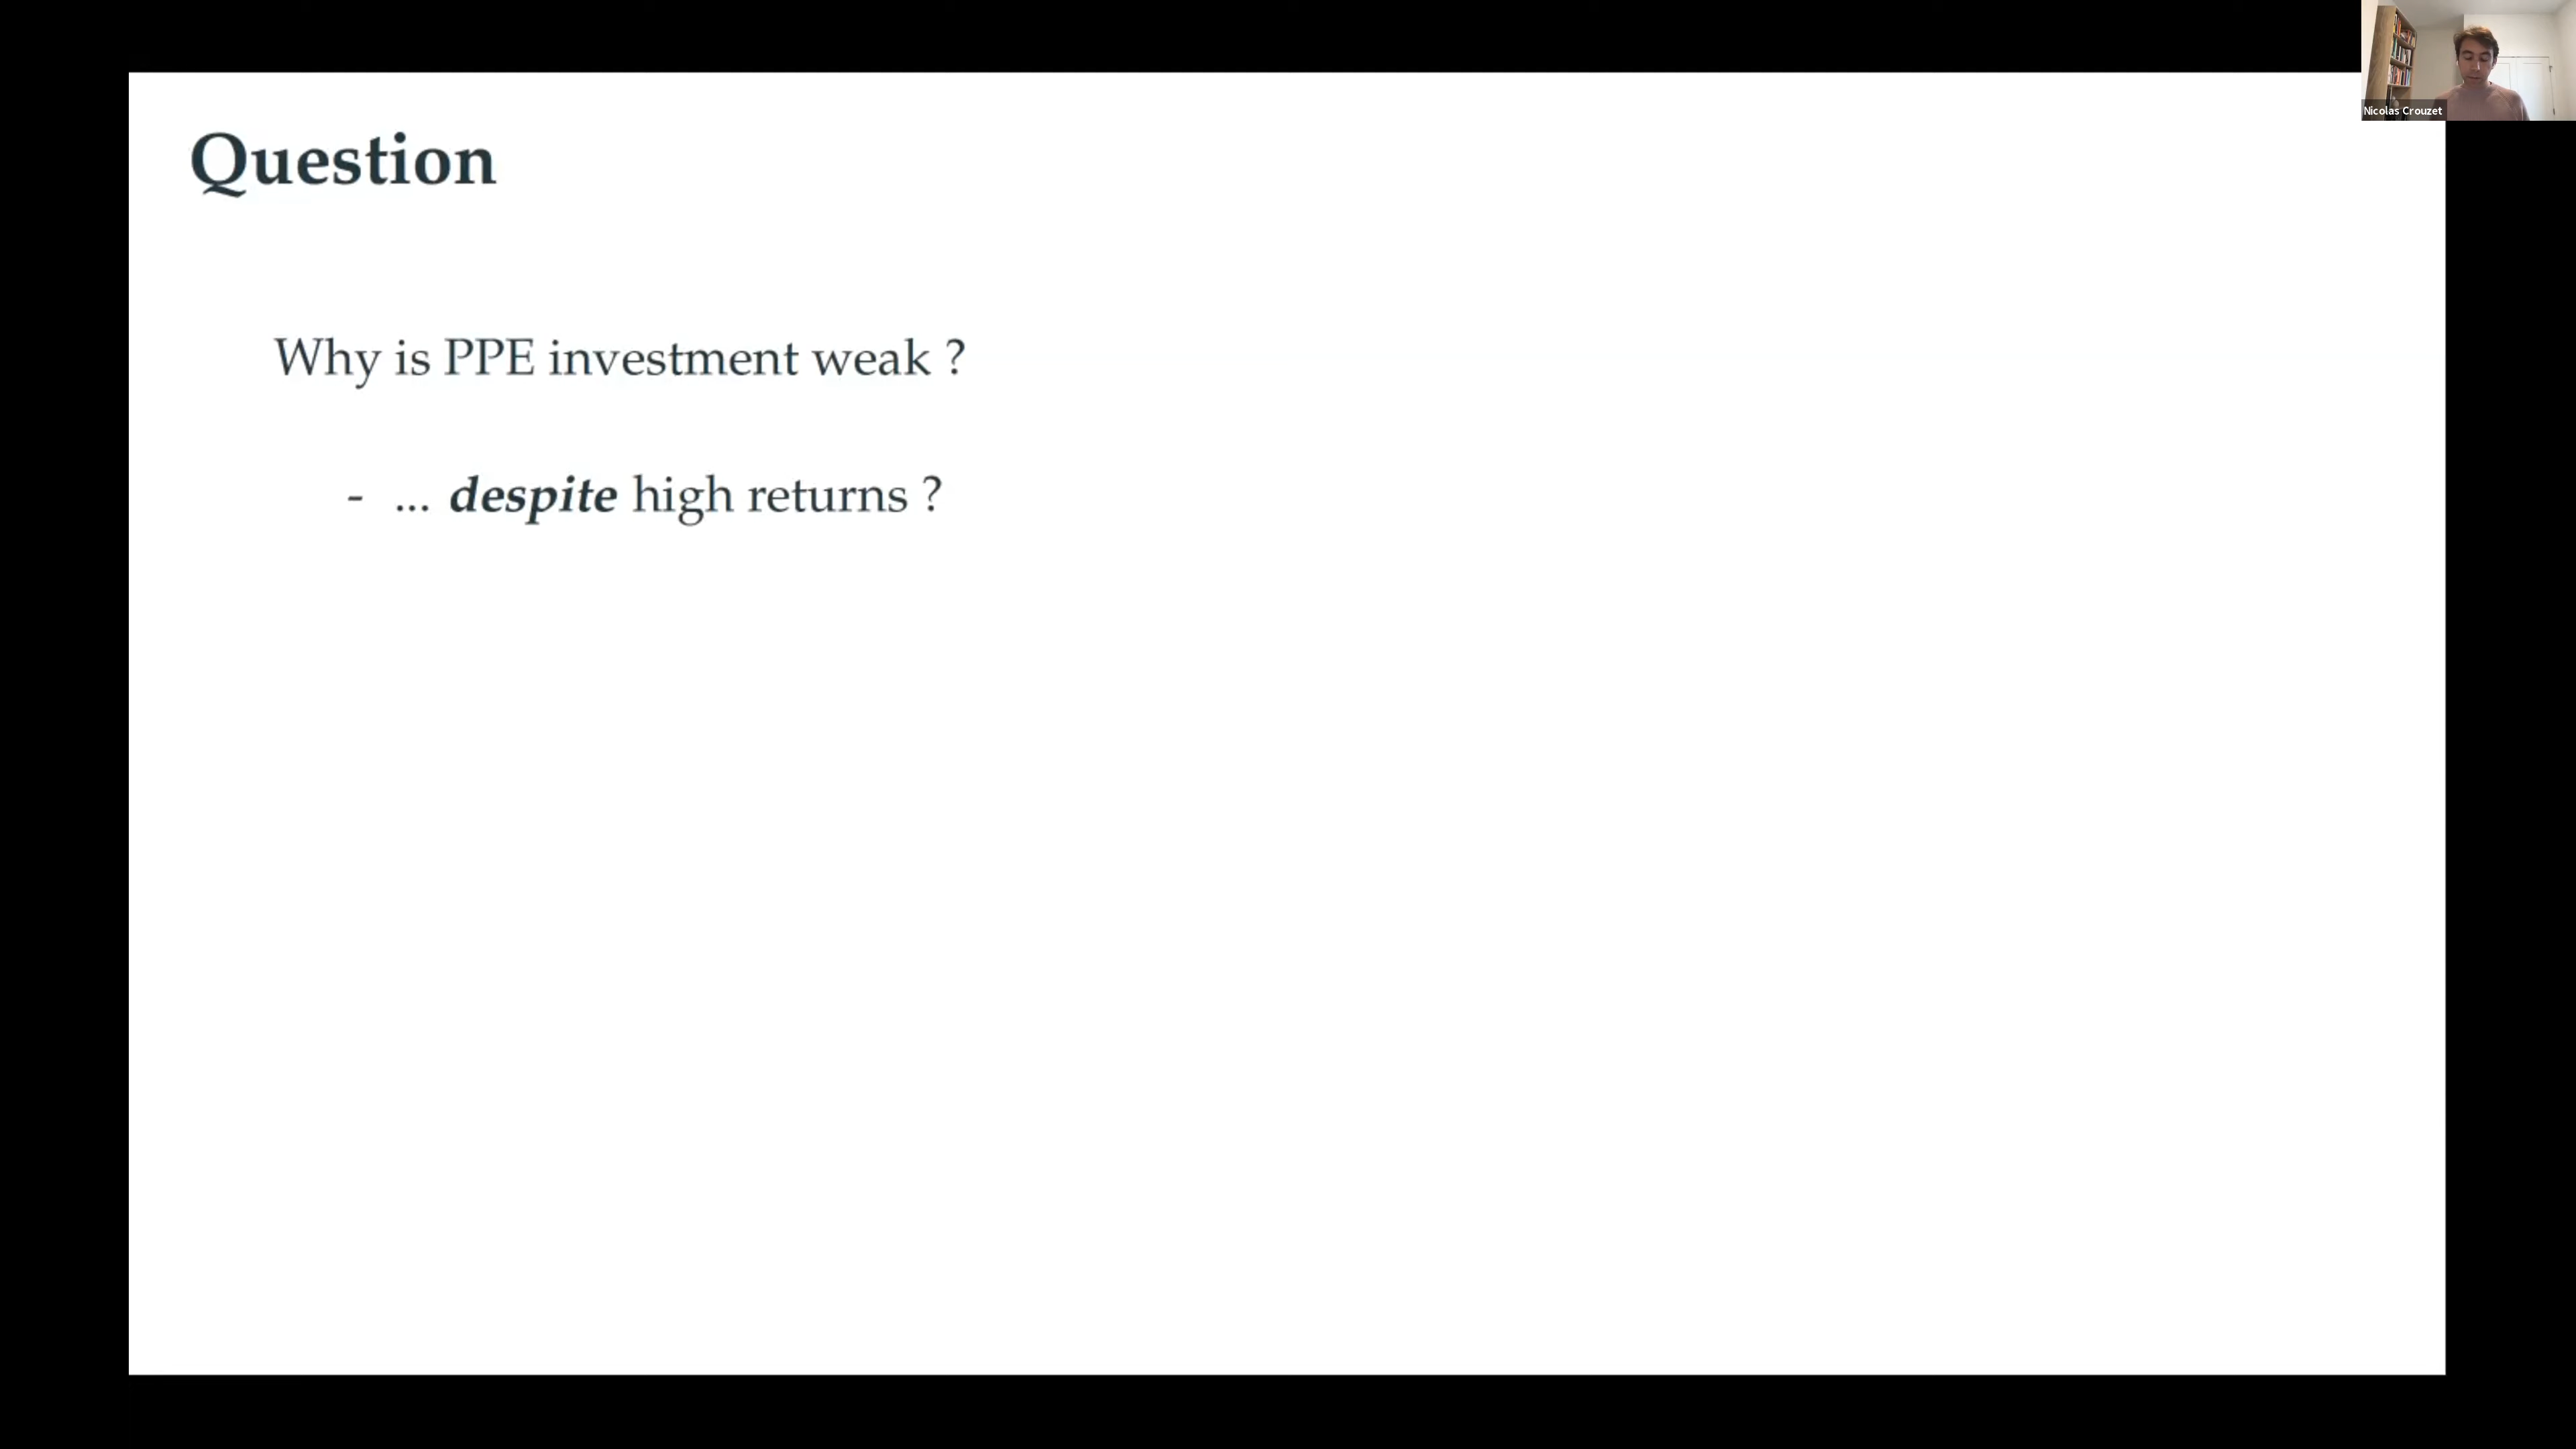 Nicolas Crouzet
Question
Why is PPE investment weak ?
- ... despite high returns ?